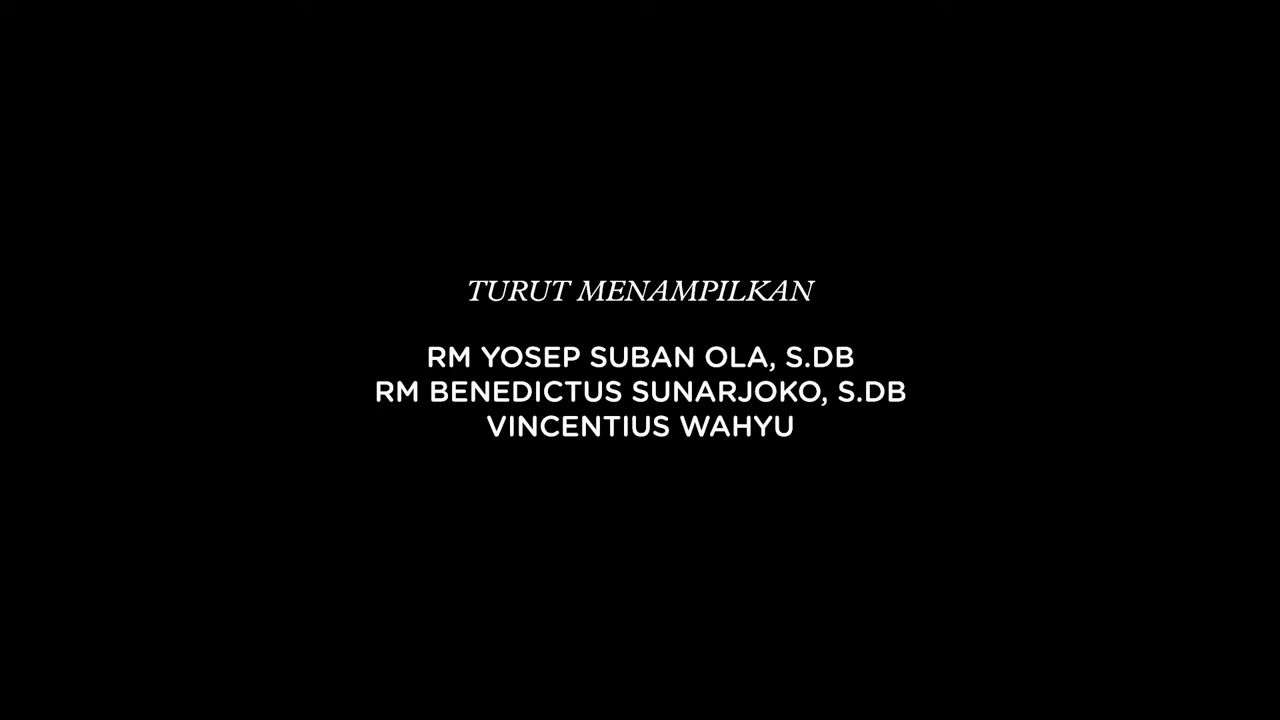 TURUT MENAMPILKAN
RM YOSEP SUBAN OLA, S.DB
RM BENEDICTUS SUNARJOKO, S.DB
VINCENTIUS WAHYU